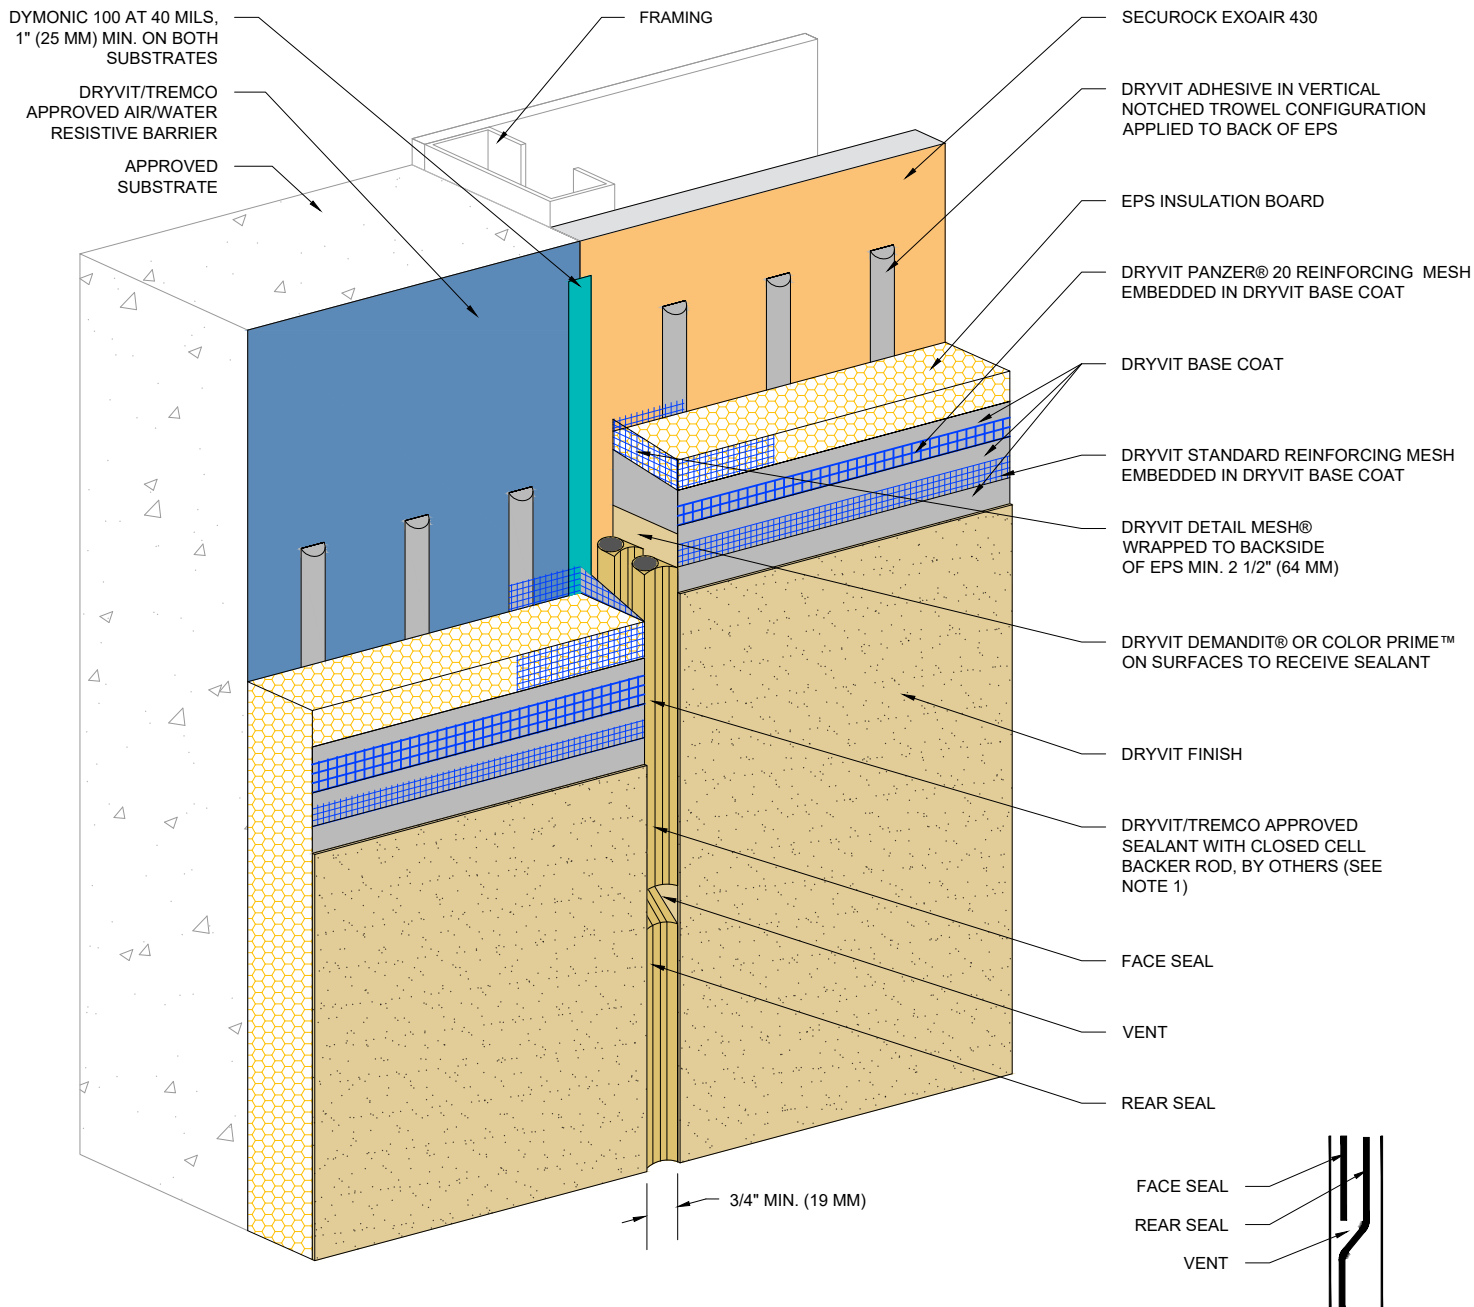 DYMONIC 100 AT 40 MILS,
1" (25 MM) MIN. ON BOTH
SUBSTRATES
DRYVIT/TREMCO
APPROVED AIR/WATER
RESISTIVE BARRIER
APPROVED
SUBSTRATE
FRAMING
SECUROCK EXOAIR 430
DRYVIT ADHESIVE IN VERTICAL
NOTCHED TROWEL CONFIGURATION
APPLIED TO BACK OF EPS
EPS INSULATION BOARD
DRYVIT PANZER® 20 REINFORCING MESH
EMBEDDED IN DRYVIT BASE COAT
DRYVIT BASE COAT
DRYVIT STANDARD REINFORCING MESH
EMBEDDED IN DRYVIT BASE COAT
DRYVIT DETAIL MESH®
WRAPPED TO BACKSIDE
OF EPS MIN. 2 1/2" (64 MM)
DRYVIT DEMANDIT® OR COLOR PRIME™
ON SURFACES TO RECEIVE SEALANT
DRYVIT FINISH
DRYVIT/TREMCO APPROVED
SEALANT WITH CLOSED CELL
BACKER ROD, BY OTHERS (SEE
NOTE 1)
FACE SEAL
VENT
REAR SEAL
3/4" MIN. (19 MM)
FACE SEAL
REAR SEAL
VENT